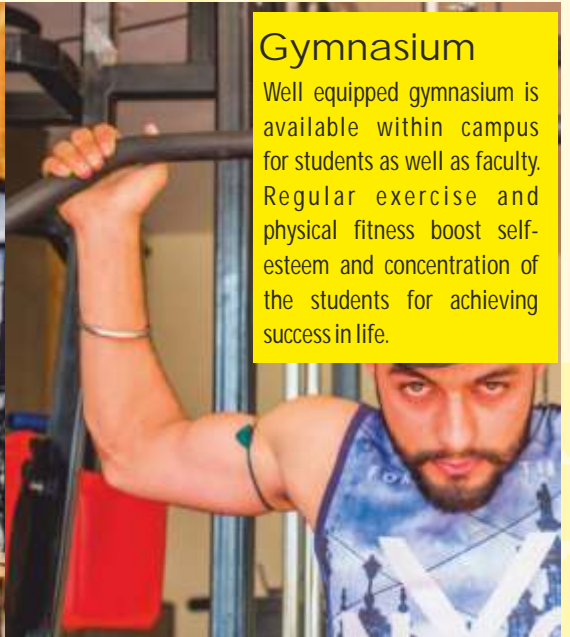 Gymnasium
Well equipped gymnasium is
available within campus
for students as well as faculty.
Regular exercise and
physical fitness boost self-
esteem and concentration of
the students for achieving
success in life.